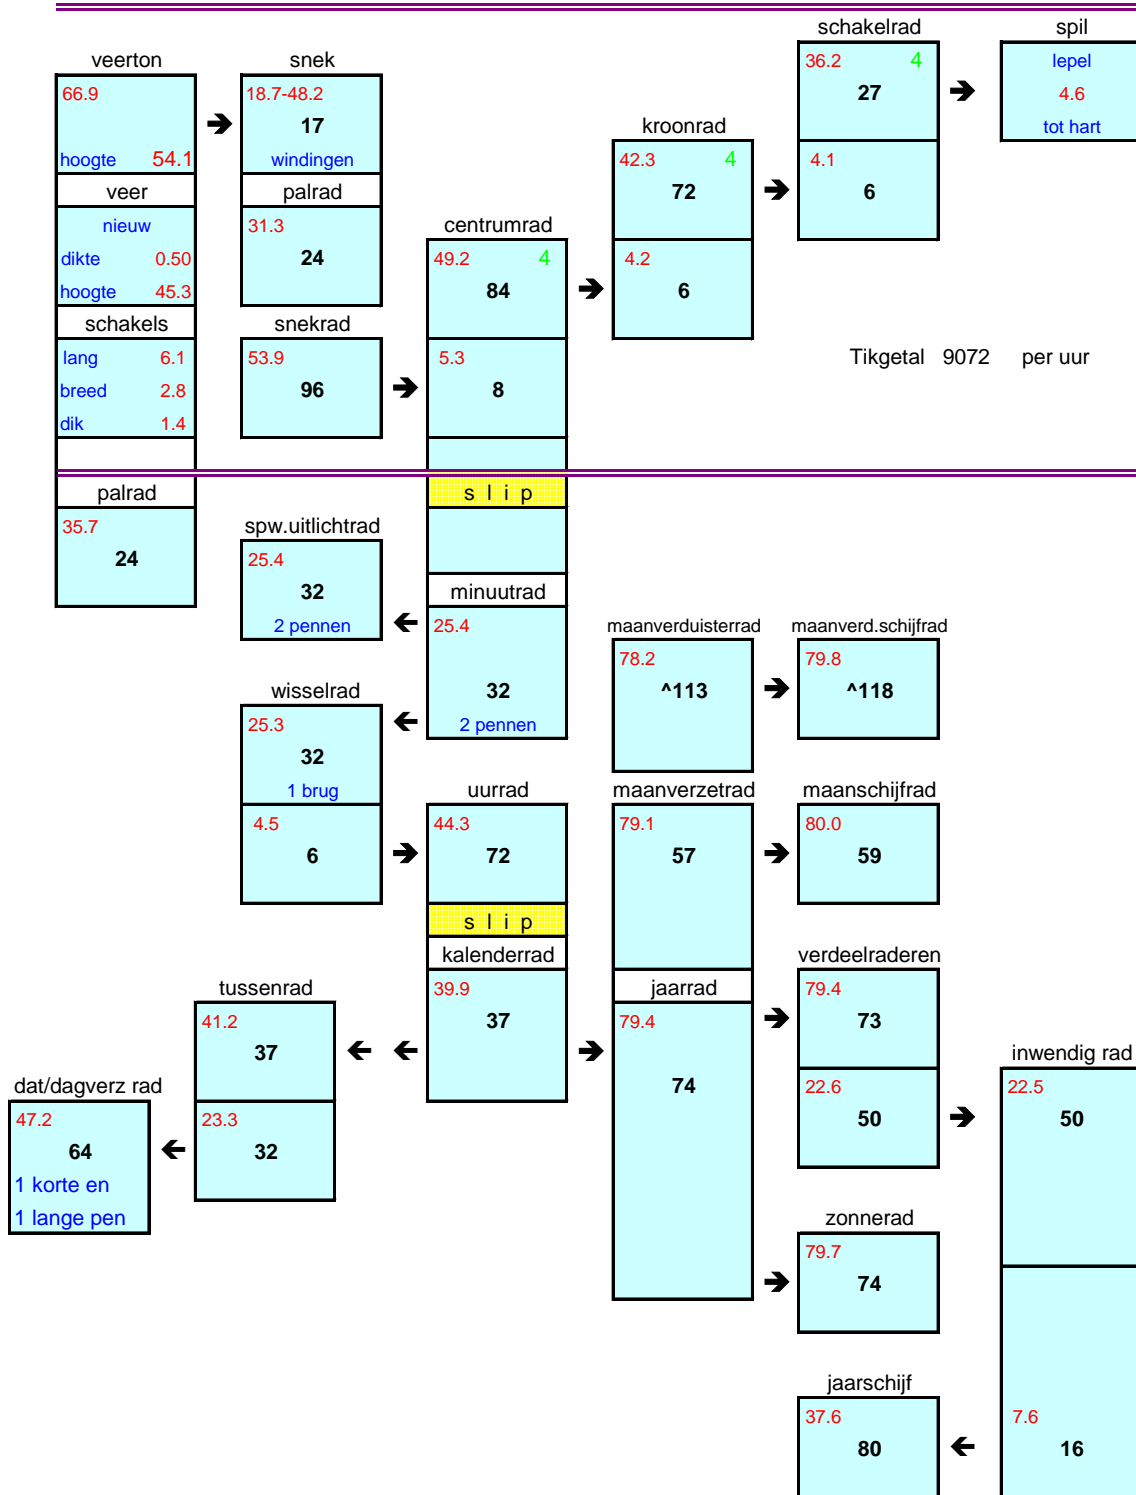 schakelrad
spil
36.2 4
27
lepel
4.6
tot hart
4.1
6
veerton
66.9
hoogte 54.1
veer
nieuw
dikte 0.50
hoogte 45.3
schakels
lang 6.1
breed 2.8
dik 1.4
palrad
35.7
24
snek
18.7-48.2
17
windingen
palrad
31.3
24
snekrad
53.9
96
kroonrad
42.3 4
72
4.2
6
centrumrad
49.2 4
84
5.3
8
s l i p
minuutrad
25.4
32
2 pennen
Tikgetal 9072 per uur
spw.uitlichtrad
25.4
32
2 pennen
wisselrad
25.3
32
1 brug
4.5
6
uurrad
44.3
72
s l i p
kalenderrad
39.9
37
maanverduisterrad
78.2
^113
maanverd.schijfrad
79.8
^118
maanverzetrad
79.1
57
maanschijfrad
80.0
59
jaarrad
79.4
74
verdeelraderen
79.4
73
22.6
50
inwendig rad
22.5
50
7.6
16
tussenrad
41.2
37
23.3
32
dat/dagverz rad
47.2
64
1 korte en
1 lange pen
zonnerad
79.7
74
jaarschijf
37.6
80